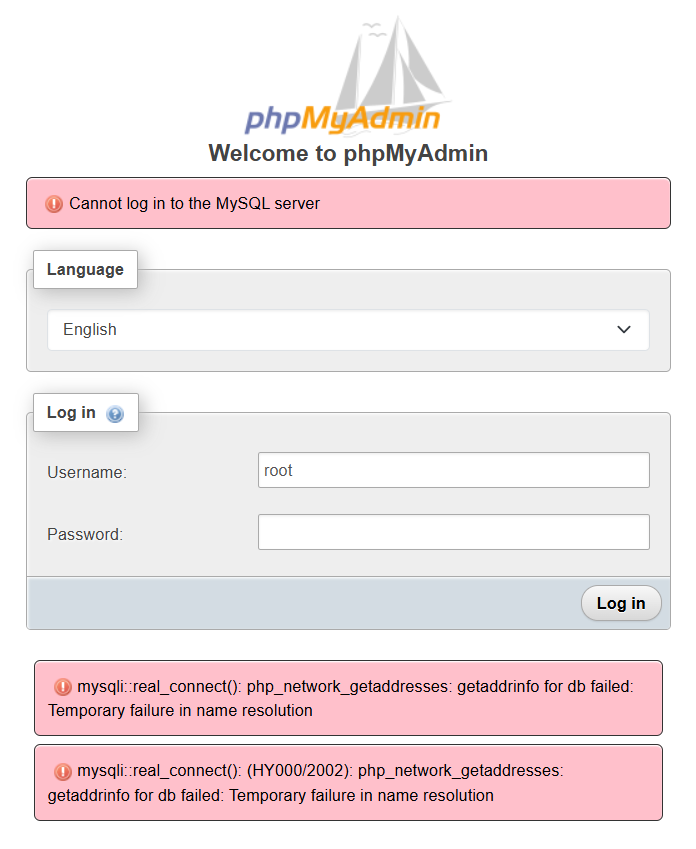 phpMyAdmin
Welcome to phpMyAdmin
Cannot log in to the MySQL server
Language
English
Log in
Username:
root
Password:
Log in
mysqli::real_connect(): php_network_getaddresses: getaddrinfo for db failed:
Temporary failure in name resolution
mysqli::real_connect(): (HY000/2002): php_network_getaddresses:
getaddrinfo for db failed: Temporary failure in name resolution